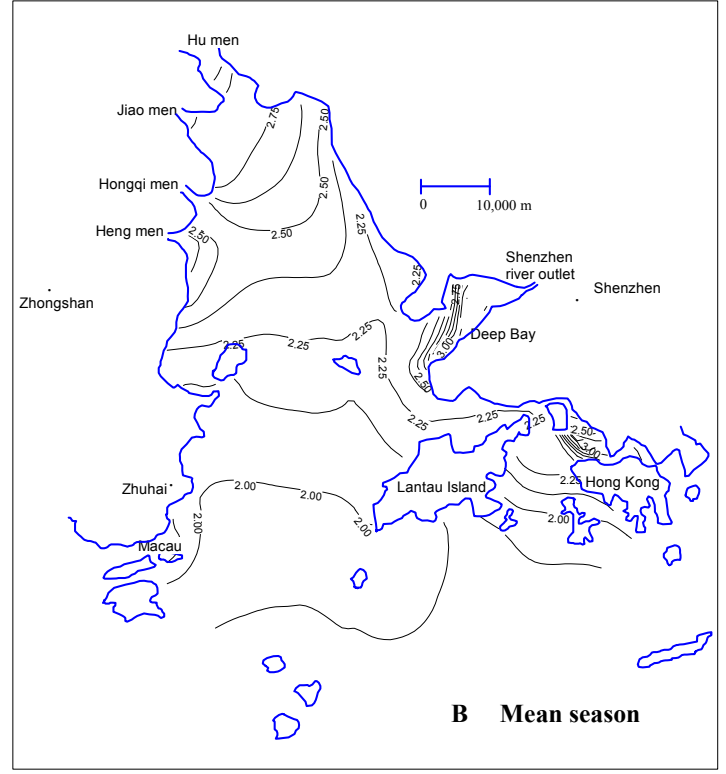 Hu men
Jiao men
2.75
2.50
Hongqi men
2.50
10,000 m
0
2.25
Heng men
2.50
2.50
Shenzhen
river outlet
2.25
Zhongshan
2.75
Shenzhen
2.25
Deep Bay
2.25
2.25
3.00
2.25
2.50
2.25
2.25
2.25
2.50
3.00
Zhuhai
2.00
2.00
Lantau Island
2.25
Hong Kong
2.00
2.00
2.00
Macau
B Mean season